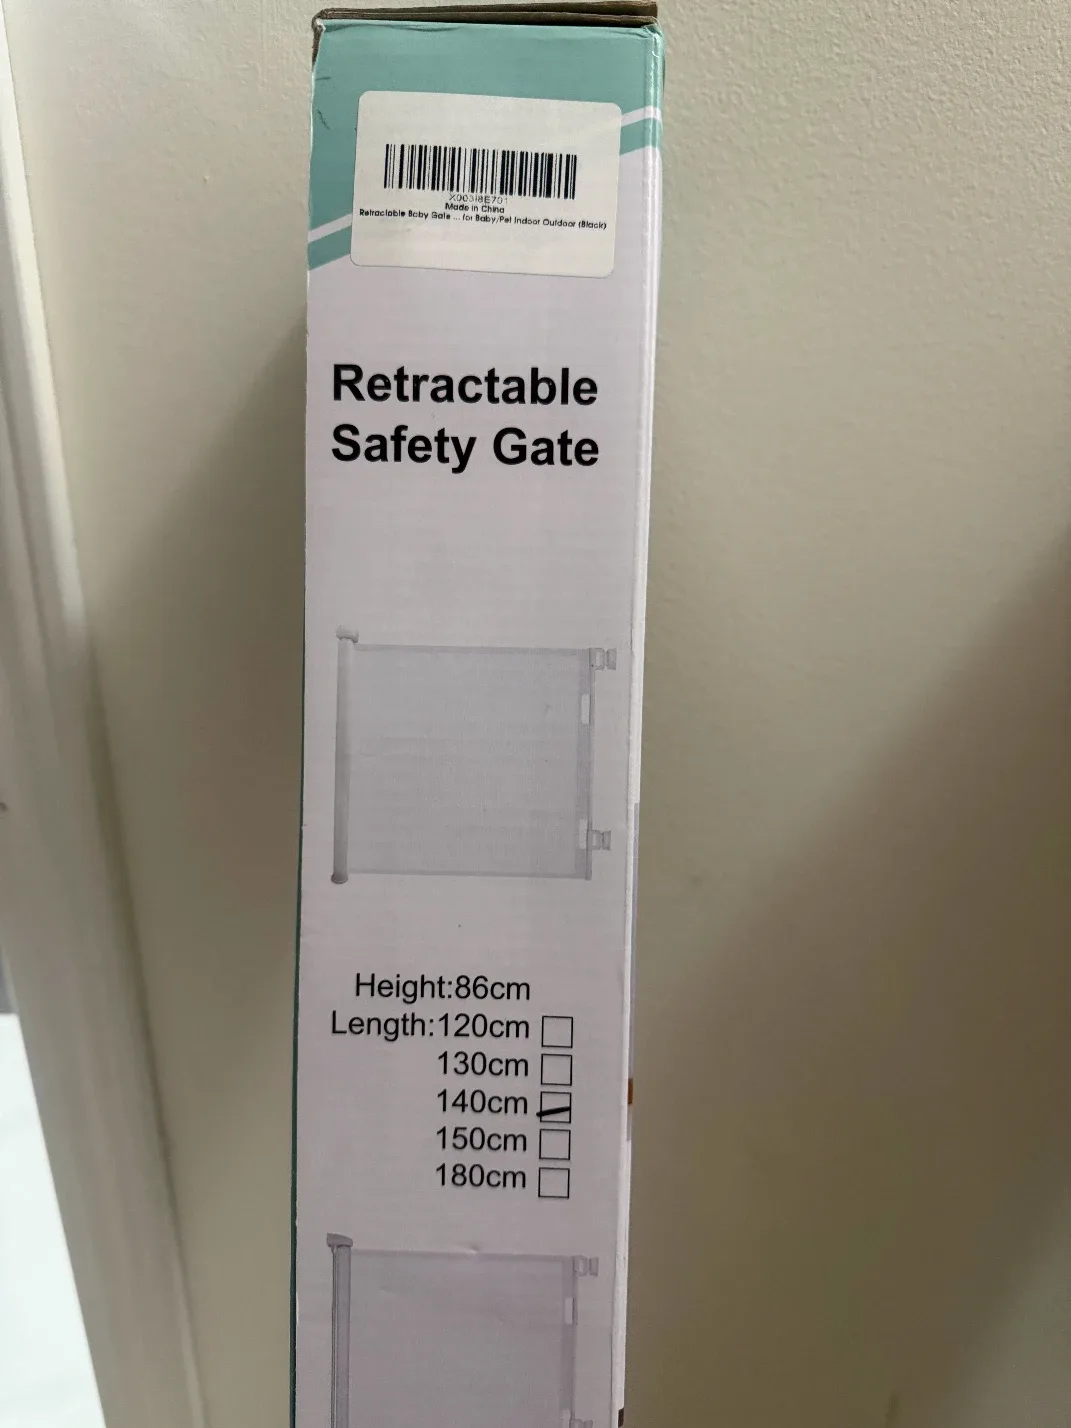 X003I8E701
Made in China
Retractable Baby Gate ... for Baby/Pet Indoor Outdoor (Black)
Retractable
Safety Gate
Height:86cm
Length:120cm
130cm
140cm
150cm
180cm